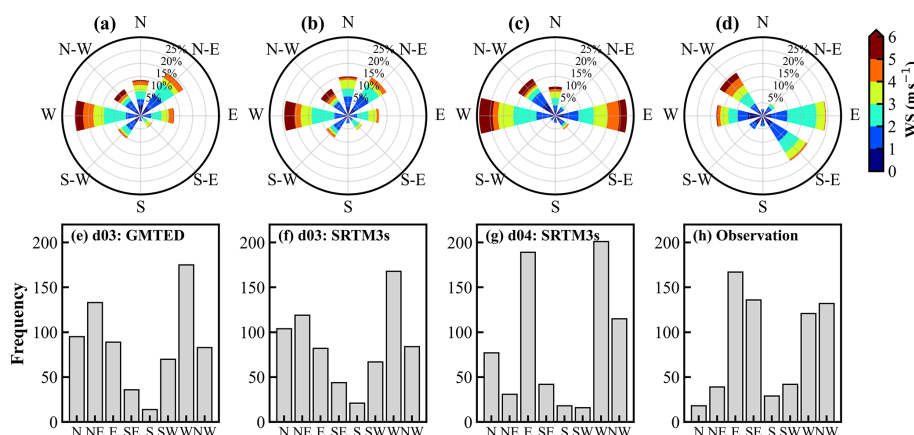 (a)
(b)
(c)
(d)
N
N-W
N-E
25%
20%
15%
10%
5%
W
E
S-W
S-E
S
N
N-W
N-E
25%
20%
15%
10%
5%
W
E
S-W
S-E
S
N
N-W
N-E
25%
20%
15%
10%
5%
W
E
S-W
S-E
S
N
N-W
N-E
25%
20%
15%
10%
5%
W
E
S-W
S-E
S
6
5
4
3
2
1
0
WS (ms⁻¹)
(e) d03: GMTED
200
150
100
50
0
Frequency
N NE E SE S SW W NW
(f) d03: SRTM3s
200
150
100
50
0
N NE E SE S SW W NW
(g) d04: SRTM3s
200
150
100
50
0
N NE E SE S SW W NW
(h) Observation
200
150
100
50
0
N NE E SE S SW W NW